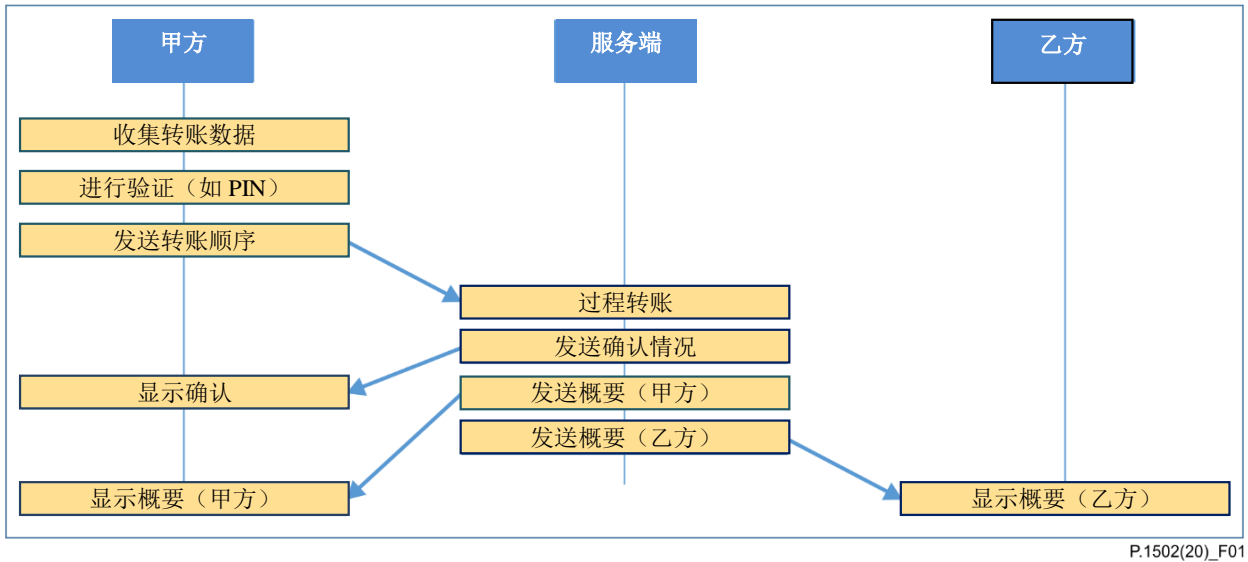 甲方
服务端
乙方
收集转账数据
进行验证（如 PIN）
发送转账顺序
过程转账
发送确认情况
显示确认
发送概要（甲方）
发送概要（乙方）
显示概要（甲方）
显示概要（乙方）
P.1502(20)_F01